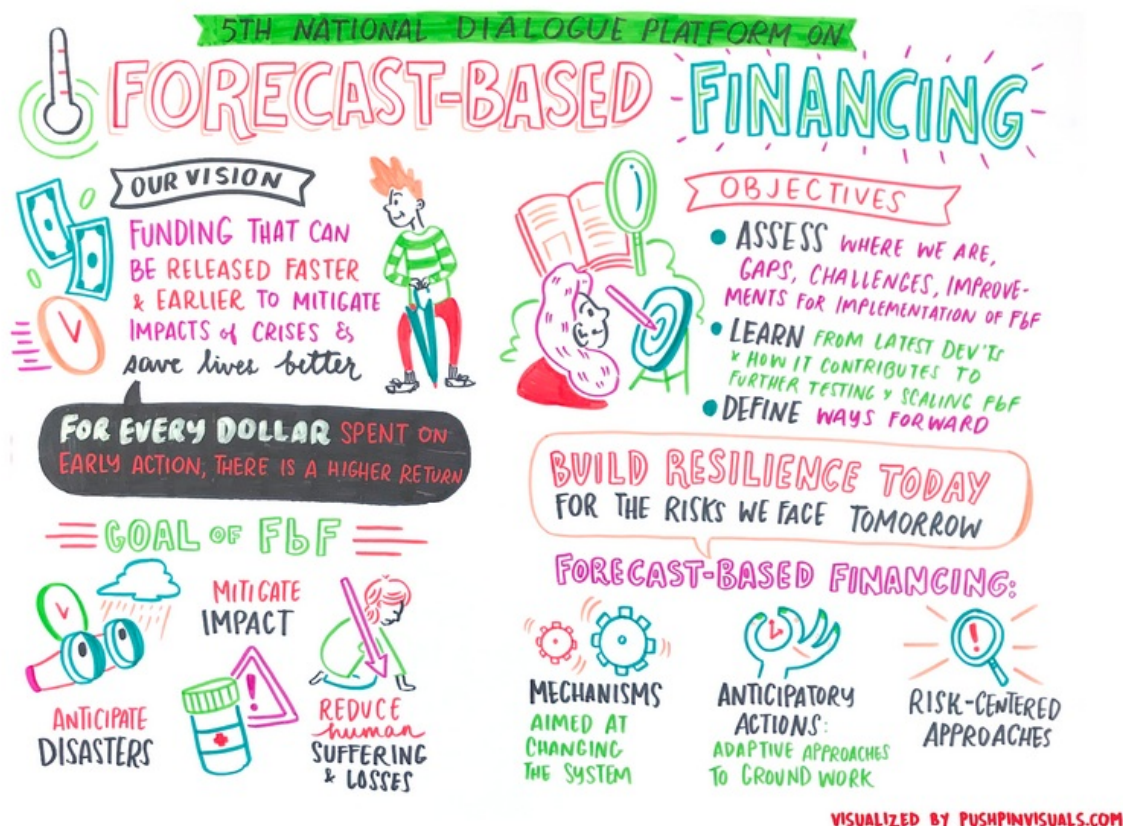 5TH NATIONAL DIALOGUE PLATFORM ON
FORECAST-BASED FINANCING
OUR VISION
FUNDING THAT CAN
BE RELEASED FASTER
& EARLIER TO MITIGATE
IMPACTS of CRISES &
save lives better
FOR EVERY DOLLAR SPENT ON
EARLY ACTION, THERE IS A HIGHER RETURN
GOAL OF FbF
ANTICIPATE
DISASTERS
MITIGATE
IMPACT
REDUCE
human
SUFFERING
& LOSSES
OBJECTIVES
• ASSESS WHERE WE ARE,
GAPS, CHALLENGES, IMPROVE-
MENTS FOR IMPLEMENTATION OF FbF
• LEARN FROM LATEST DEV'TS
& HOW IT CONTRIBUTES TO
FURTHER TESTING & SCALING FbF
• DEFINE WAYS FORWARD
BUILD RESILIENCE TODAY
FOR THE RISKS WE FACE TOMORROW
FORECAST-BASED FINANCING:
MECHANISMS
AIMED AT
CHANGING
THE SYSTEM
ANTICIPATORY
ACTIONS:
ADAPTIVE APPROACHES
TO GROUND WORK
RISK-CENTERED
APPROACHES
VISUALIZED BY PUSHPINVISUALS.COM